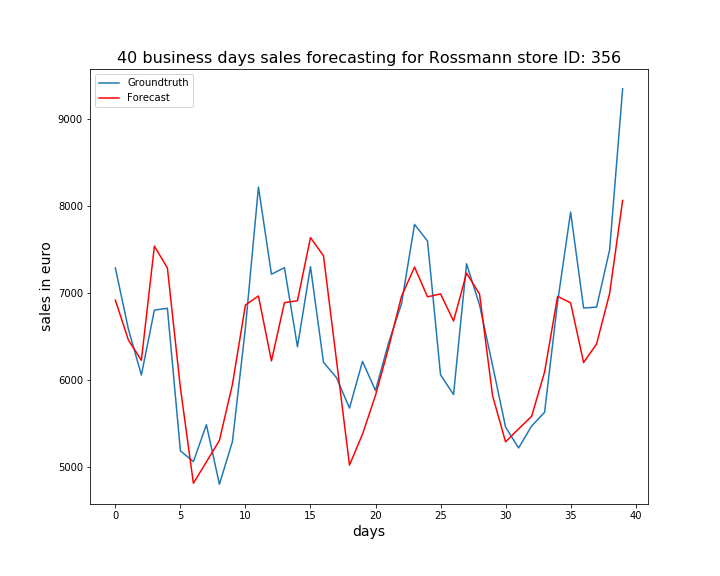 40 business days sales forecasting for Rossmann store ID: 356
Groundtruth
Forecast
9000
8000
7000
6000
5000
sales in euro
0 5 10 15 20 25 30 35 40
days